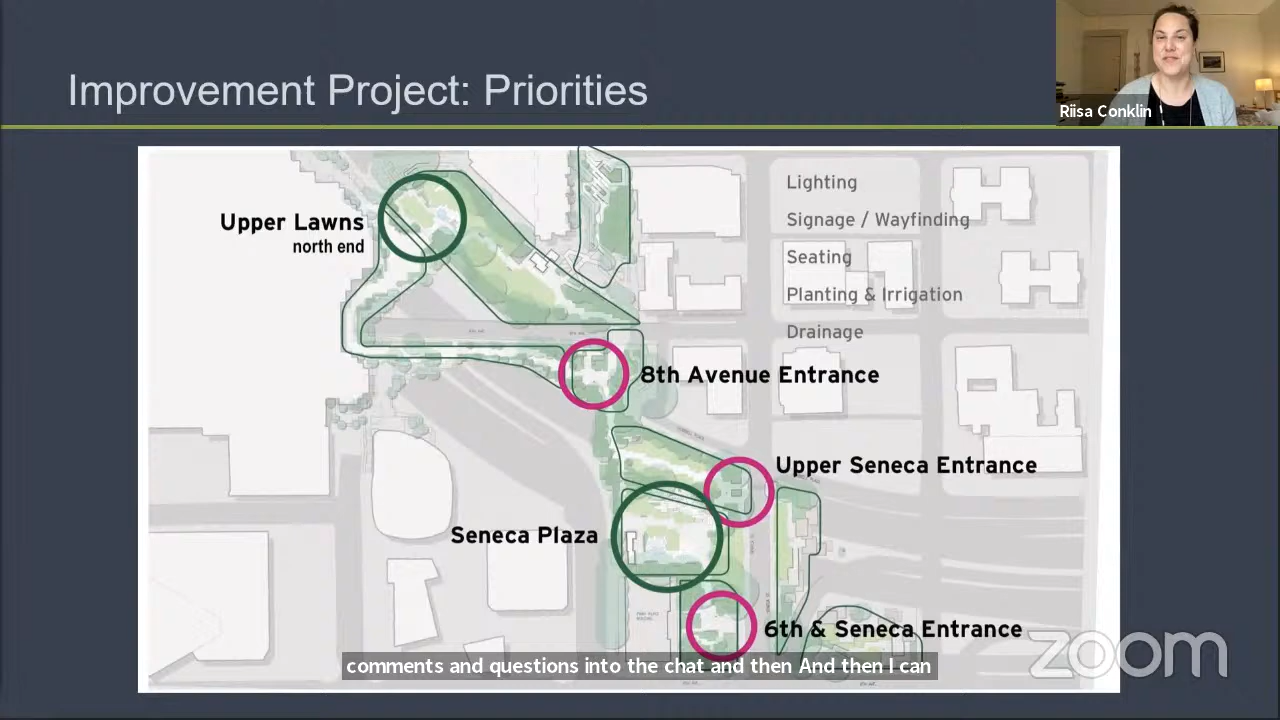 Improvement Project: Priorities
Riisa Conklin
Lighting
Upper Lawns
north end
Signage / Wayfinding
Seating
Planting & Irrigation
Drainage
8th Avenue Entrance
Upper Seneca Entrance
Seneca Plaza
6th & Seneca Entrance
zoom
comments and questions into the chat and then And then I can